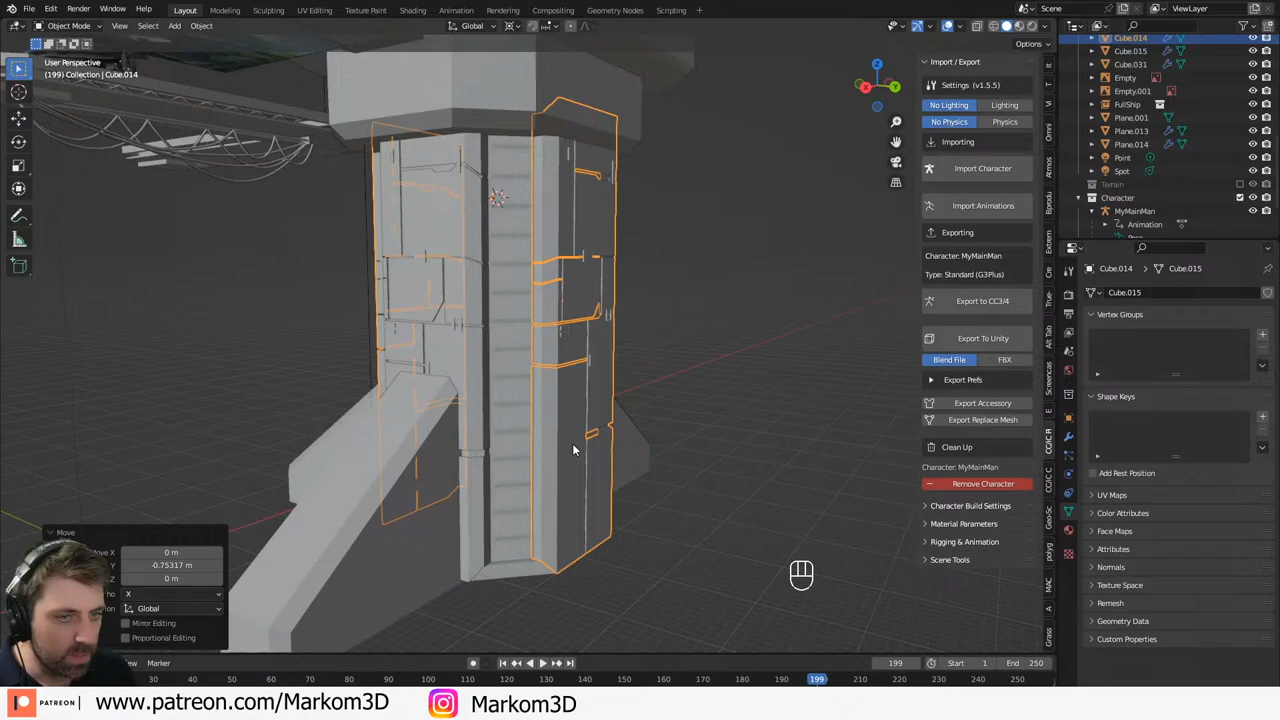 File Edit Render Window Help
Layout Modeling Sculpting UV Editing Texture Paint Shading Animation Rendering Compositing Geometry Nodes Scripting
Scene
ViewLayer
Object Mode View Select Add Object
Global
Options
User Perspective
(199) Collection | Cube.014
Move
Move X 0 m
Y -0.75317 m
Z 0 m
X
Global
Mirror Editing
Proportional Editing
Import / Export
Settings (v1.5.5)
No Lighting Lighting
No Physics Physics
Importing
Import Character
Import Animations
Exporting
Character: MyMainMan
Type: Standard (G3Plus)
Export to CC3/4
Export To Unity
Blend File FBX
Export Prefs
Export Accessory
Export Replace Mesh
Clean Up
Character: MyMainMan
Remove Character
Character Build Settings
Material Parameters
Rigging & Animation
Scene Tools
Cube.014
Cube.015
Cube.031
Empty
Empty.001
FullShip
Plane.001
Plane.013
Plane.014
Point
Spot
Terrain
Character
MyMainMan
Animation
Cube.014 Cube.015
Cube.015
Vertex Groups
Shape Keys
Add Rest Position
UV Maps
Color Attributes
Face Maps
Attributes
Normals
Texture Space
Remesh
Geometry Data
Custom Properties
Marker
199 Start 1 End 250
30 40 50 60 70 80 90 100 110 120 130 140 150 160 170 180 199 210 220 230 240 250
PATREON www.patreon.com/Markom3D Markom3D